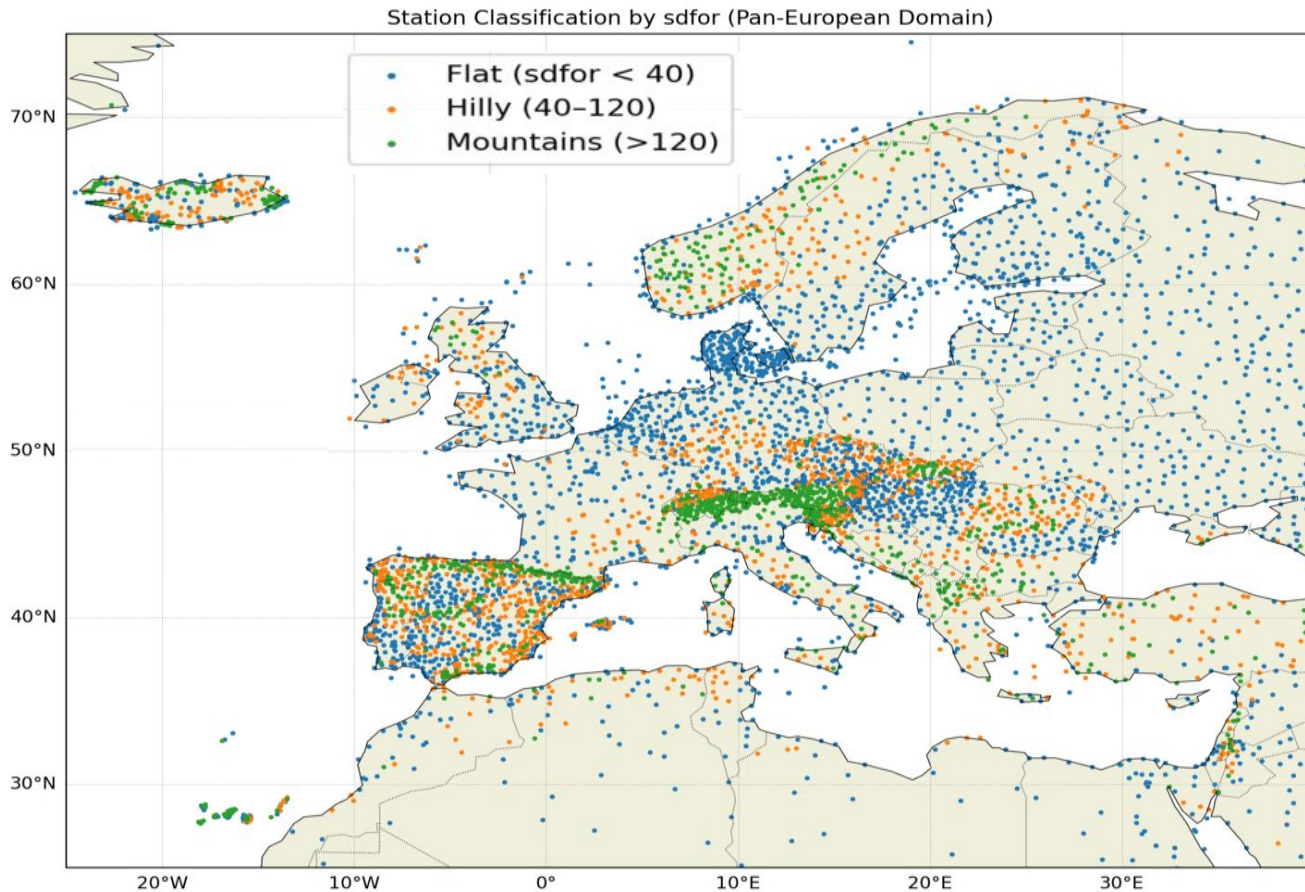 Station Classification by sdfor (Pan-European Domain)
Flat (sdfor < 40)
Hilly (40–120)
Mountains (>120)
70°N
60°N
50°N
40°N
30°N
20°W
10°W
0°
10°E
20°E
30°E